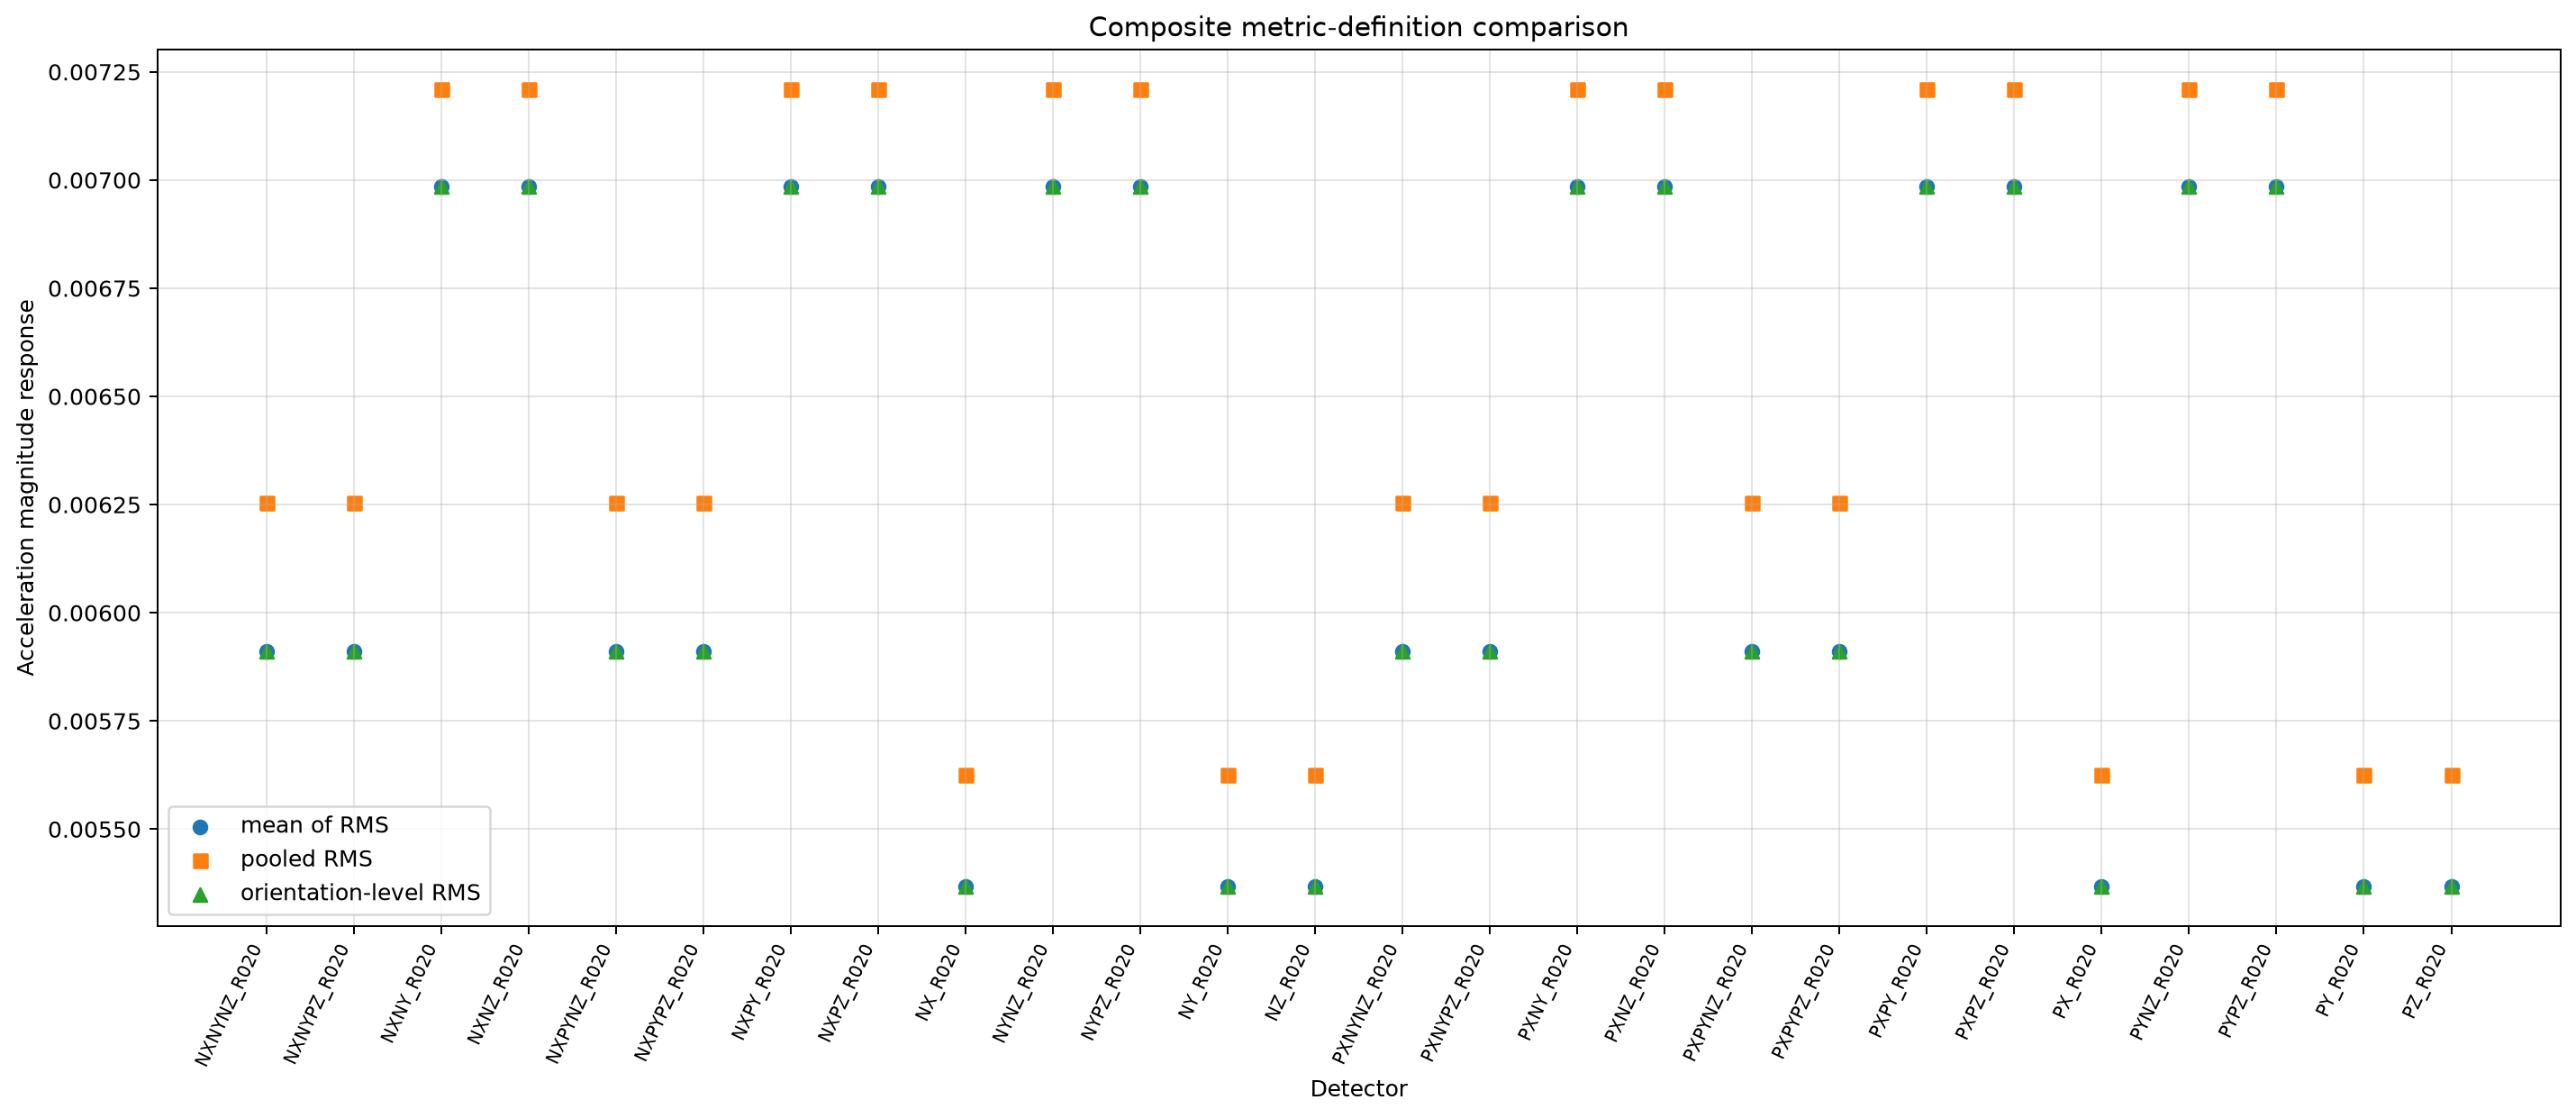 Composite metric-definition comparison
Acceleration magnitude response
0.00725
0.00700
0.00675
0.00650
0.00625
0.00600
0.00575
0.00550
mean of RMS
pooled RMS
orientation-level RMS
NXNYNZ_R020
NXNYPZ_R020
NXNY_R020
NXNZ_R020
NXPYNZ_R020
NXPYPZ_R020
NXPY_R020
NXPZ_R020
NX_R020
NYNZ_R020
NYPZ_R020
NY_R020
NZ_R020
PXNYNZ_R020
PXNYPZ_R020
PXNY_R020
PXNZ_R020
PXPYNZ_R020
PXPYPZ_R020
PXPY_R020
PXPZ_R020
PX_R020
PYNZ_R020
PYPZ_R020
PY_R020
PZ_R020
Detector